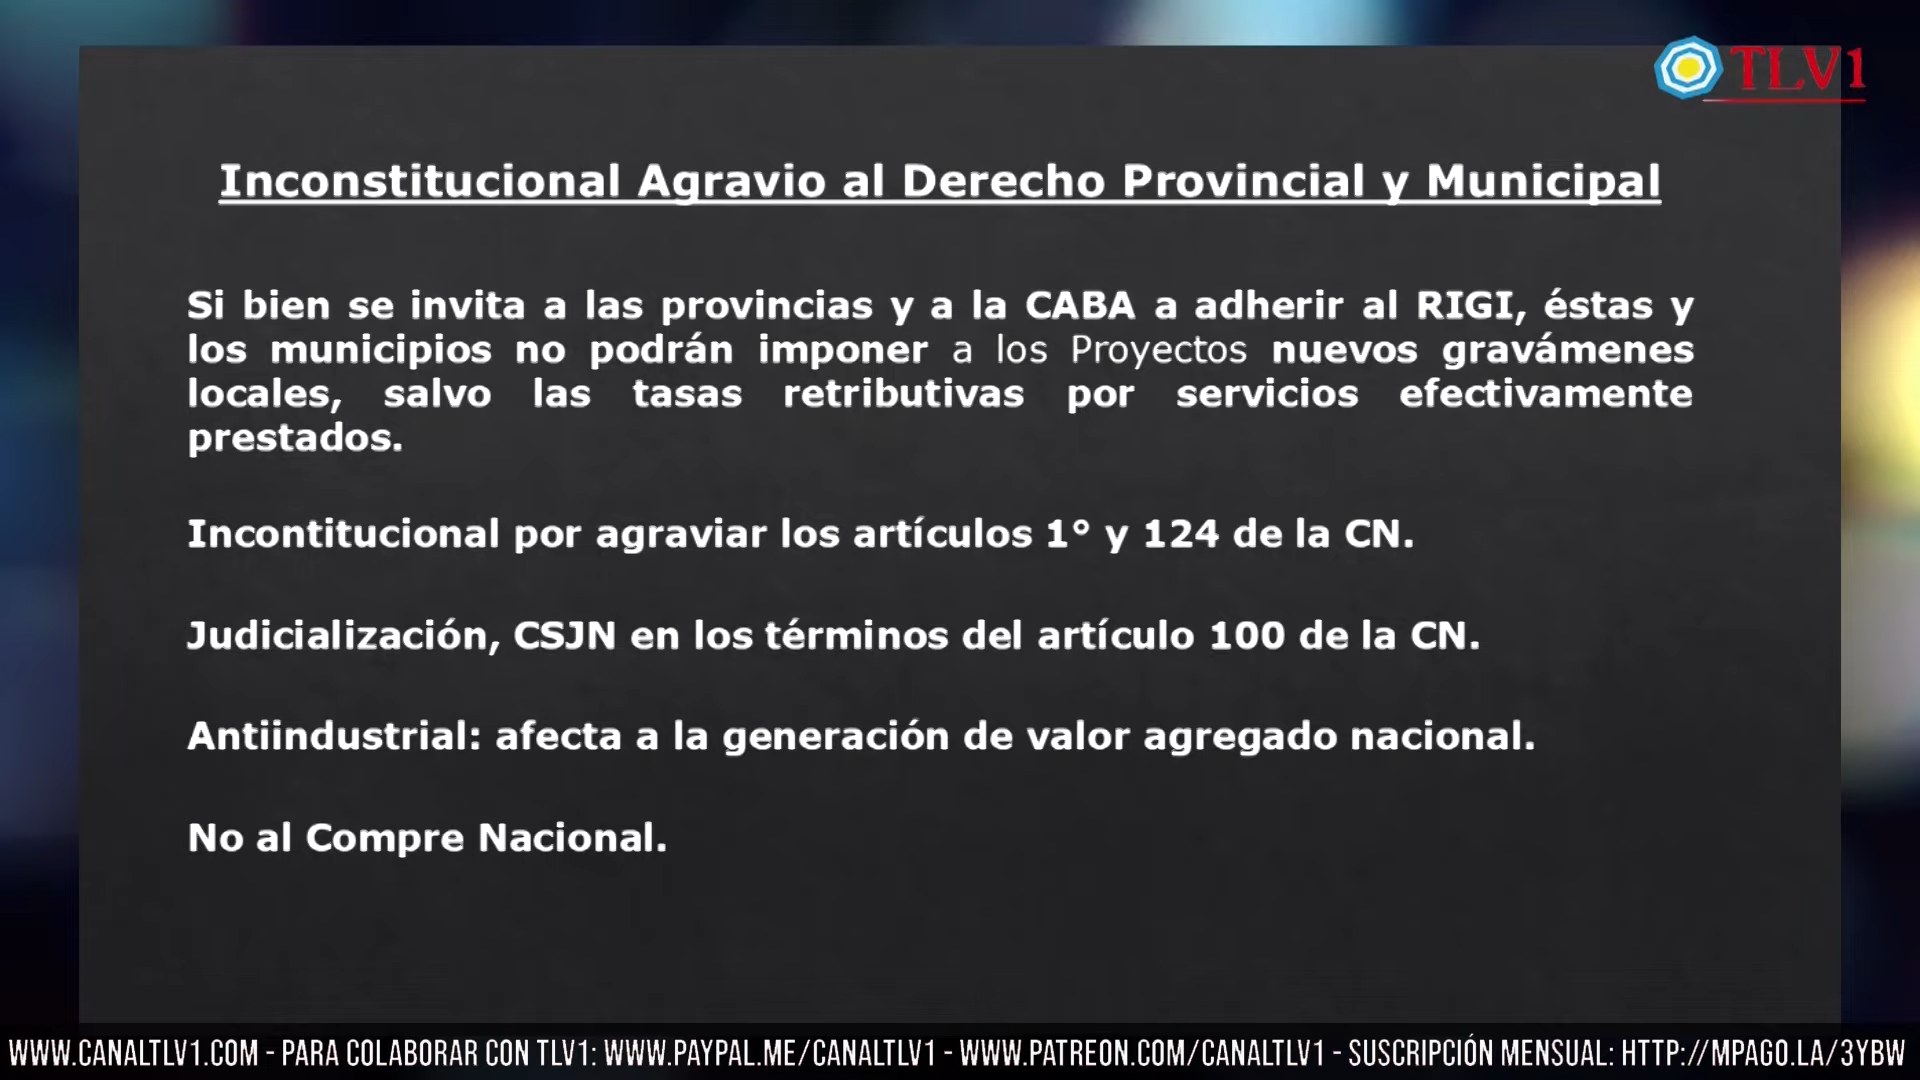 TLV1
Inconstitucional Agravio al Derecho Provincial y Municipal
Si bien se invita a las provincias y a la CABA a adherir al RIGI, éstas y
los municipios no podrán imponer a los Proyectos nuevos gravámenes
locales, salvo las tasas retributivas por servicios efectivamente
prestados.
Incontitucional por agraviar los artículos 1° y 124 de la CN.
Judicialización, CSJN en los términos del artículo 100 de la CN.
Antiindustrial: afecta a la generación de valor agregado nacional.
No al Compre Nacional.
WWW.CANALTLV1.COM - PARA COLABORAR CON TLV1: WWW.PAYPAL.ME/CANALTLV1 - WWW.PATREON.COM/CANALTLV1 - SUSCRIPCIÓN MENSUAL: HTTP://MPAGO.LA/3YBW